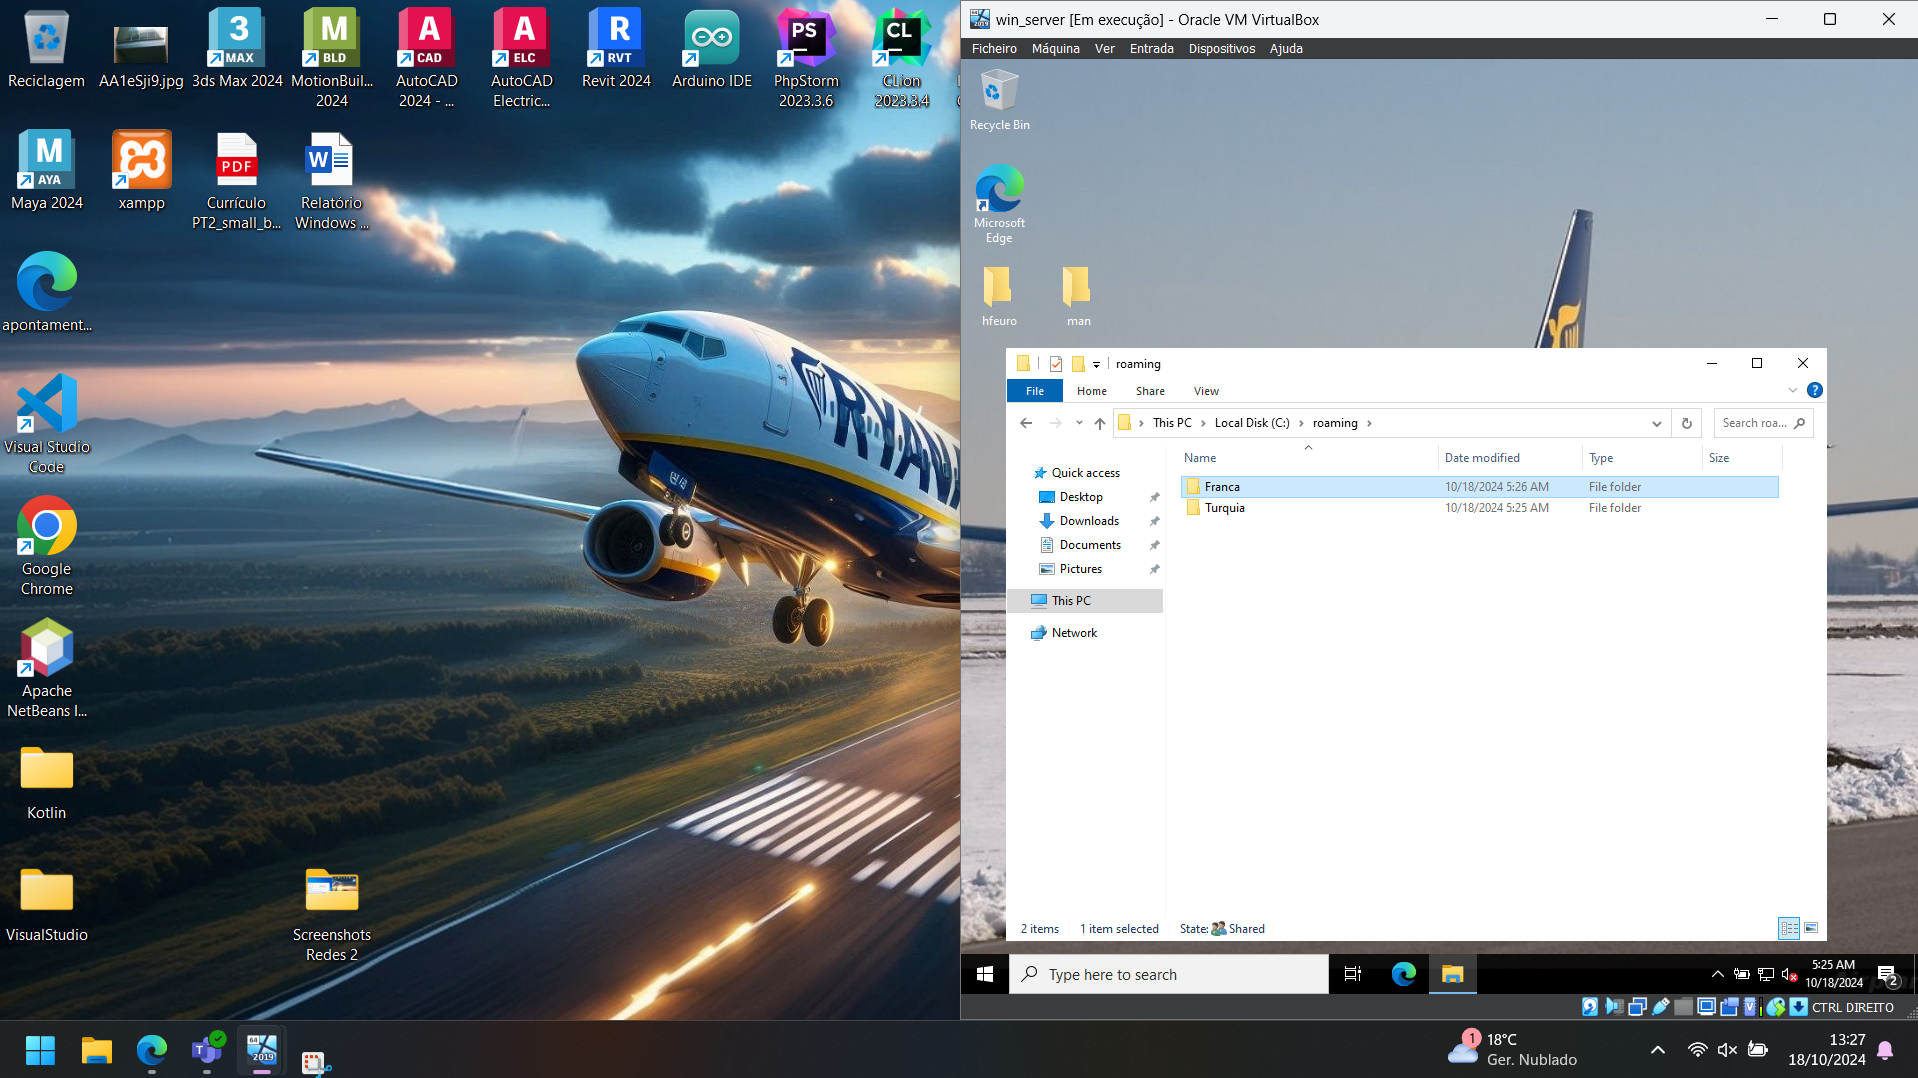 Reciclagem
AA1eSji9.jpg
3ds Max 2024
MotionBuil... 2024
AutoCAD 2024 - ...
AutoCAD Electric...
Revit 2024
Arduino IDE
PhpStorm 2023.3.6
CLion 2023.3.4
Maya 2024
xampp
Currículo PT2_small_b...
Relatório Windows ...
apontament...
Visual Studio Code
Google Chrome
Apache NetBeans I...
Kotlin
VisualStudio
Screenshots Redes 2
RYAN
win_server [Em execução] - Oracle VM VirtualBox
Ficheiro Máquina Ver Entrada Dispositivos Ajuda
Recycle Bin
Microsoft Edge
hfeuro
man
roaming
File Home Share View
This PC Local Disk (C:) roaming
Search roa...
Name Date modified Type Size
Quick access
Desktop
Downloads
Documents
Pictures
This PC
Network
Franca 10/18/2024 5:26 AM File folder
Turquia 10/18/2024 5:25 AM File folder
2 items 1 item selected State: Shared
Type here to search
5:25 AM
10/18/2024
2
CTRL DIREITO
1
18°C
Ger. Nublado
13:27
18/10/2024